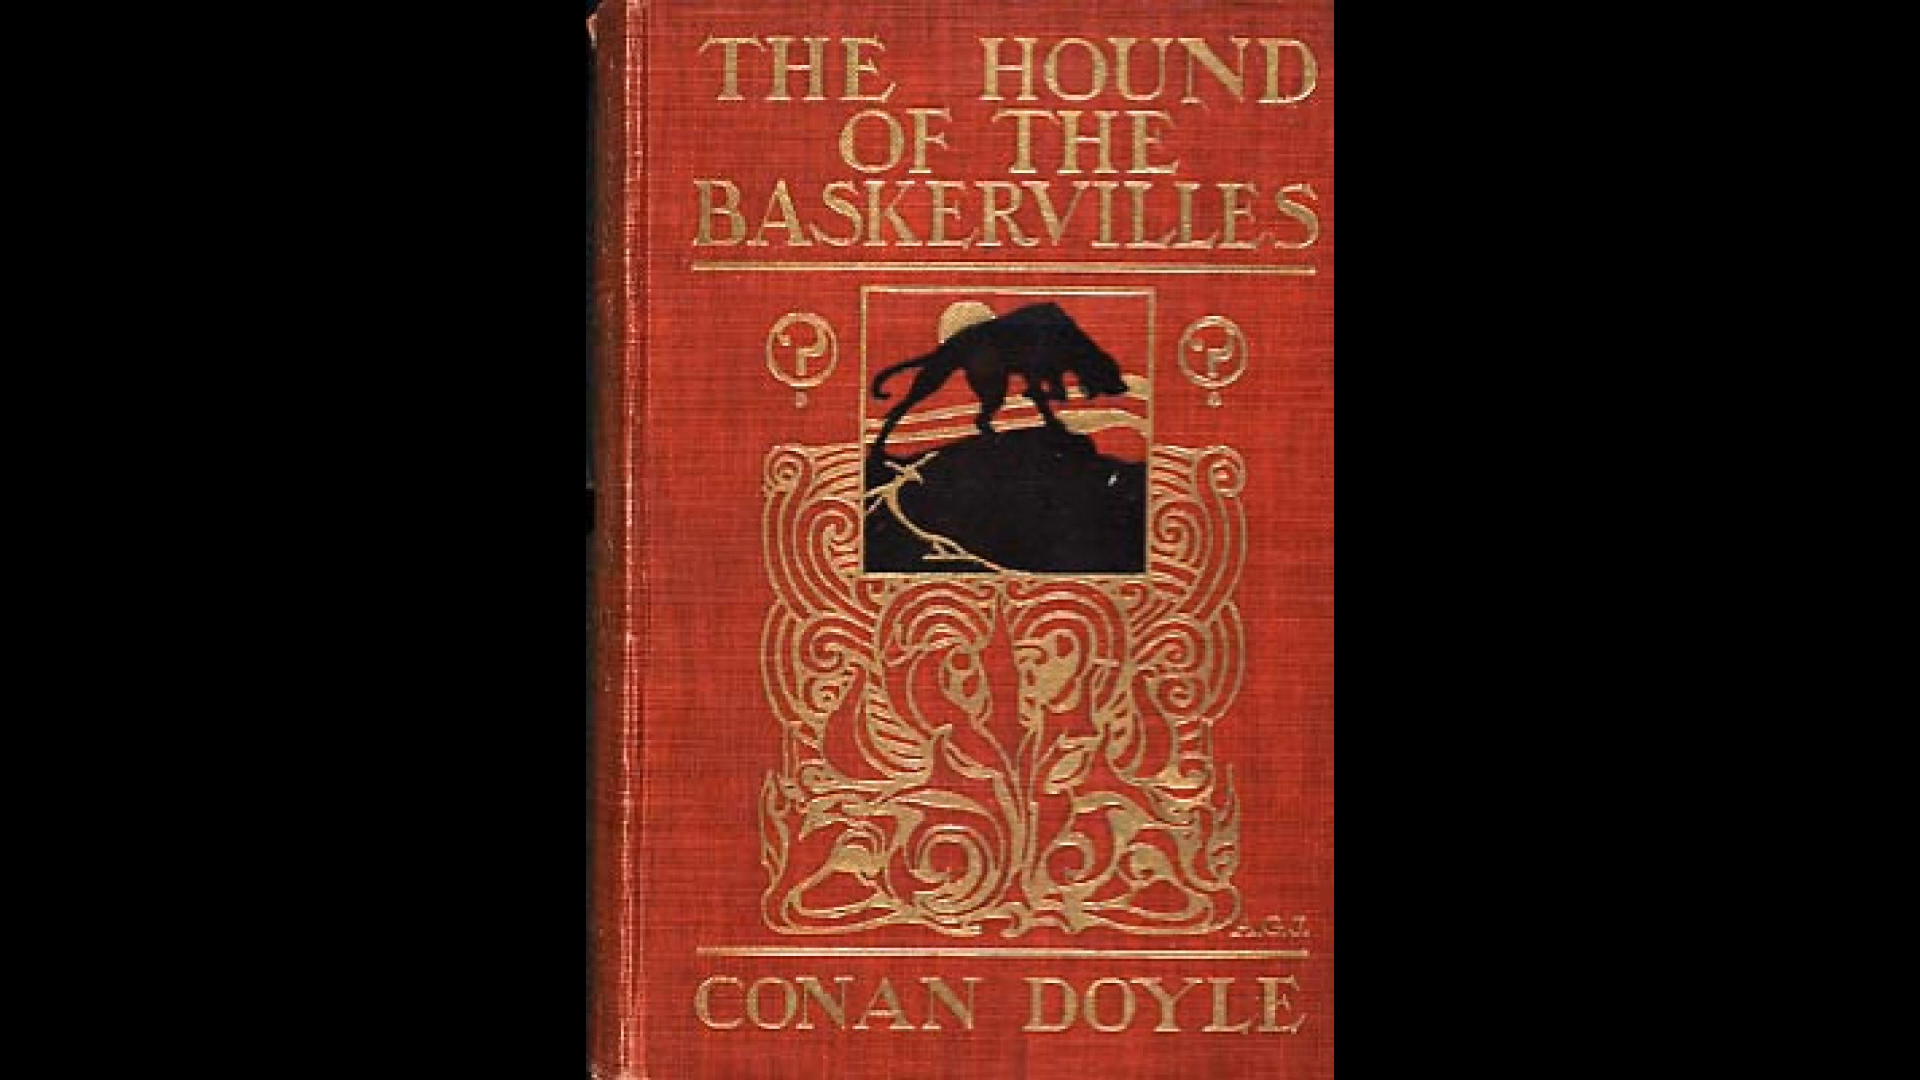 THE HOUND
OF THE
BASKERVILLES
? ?
CONAN DOYLE